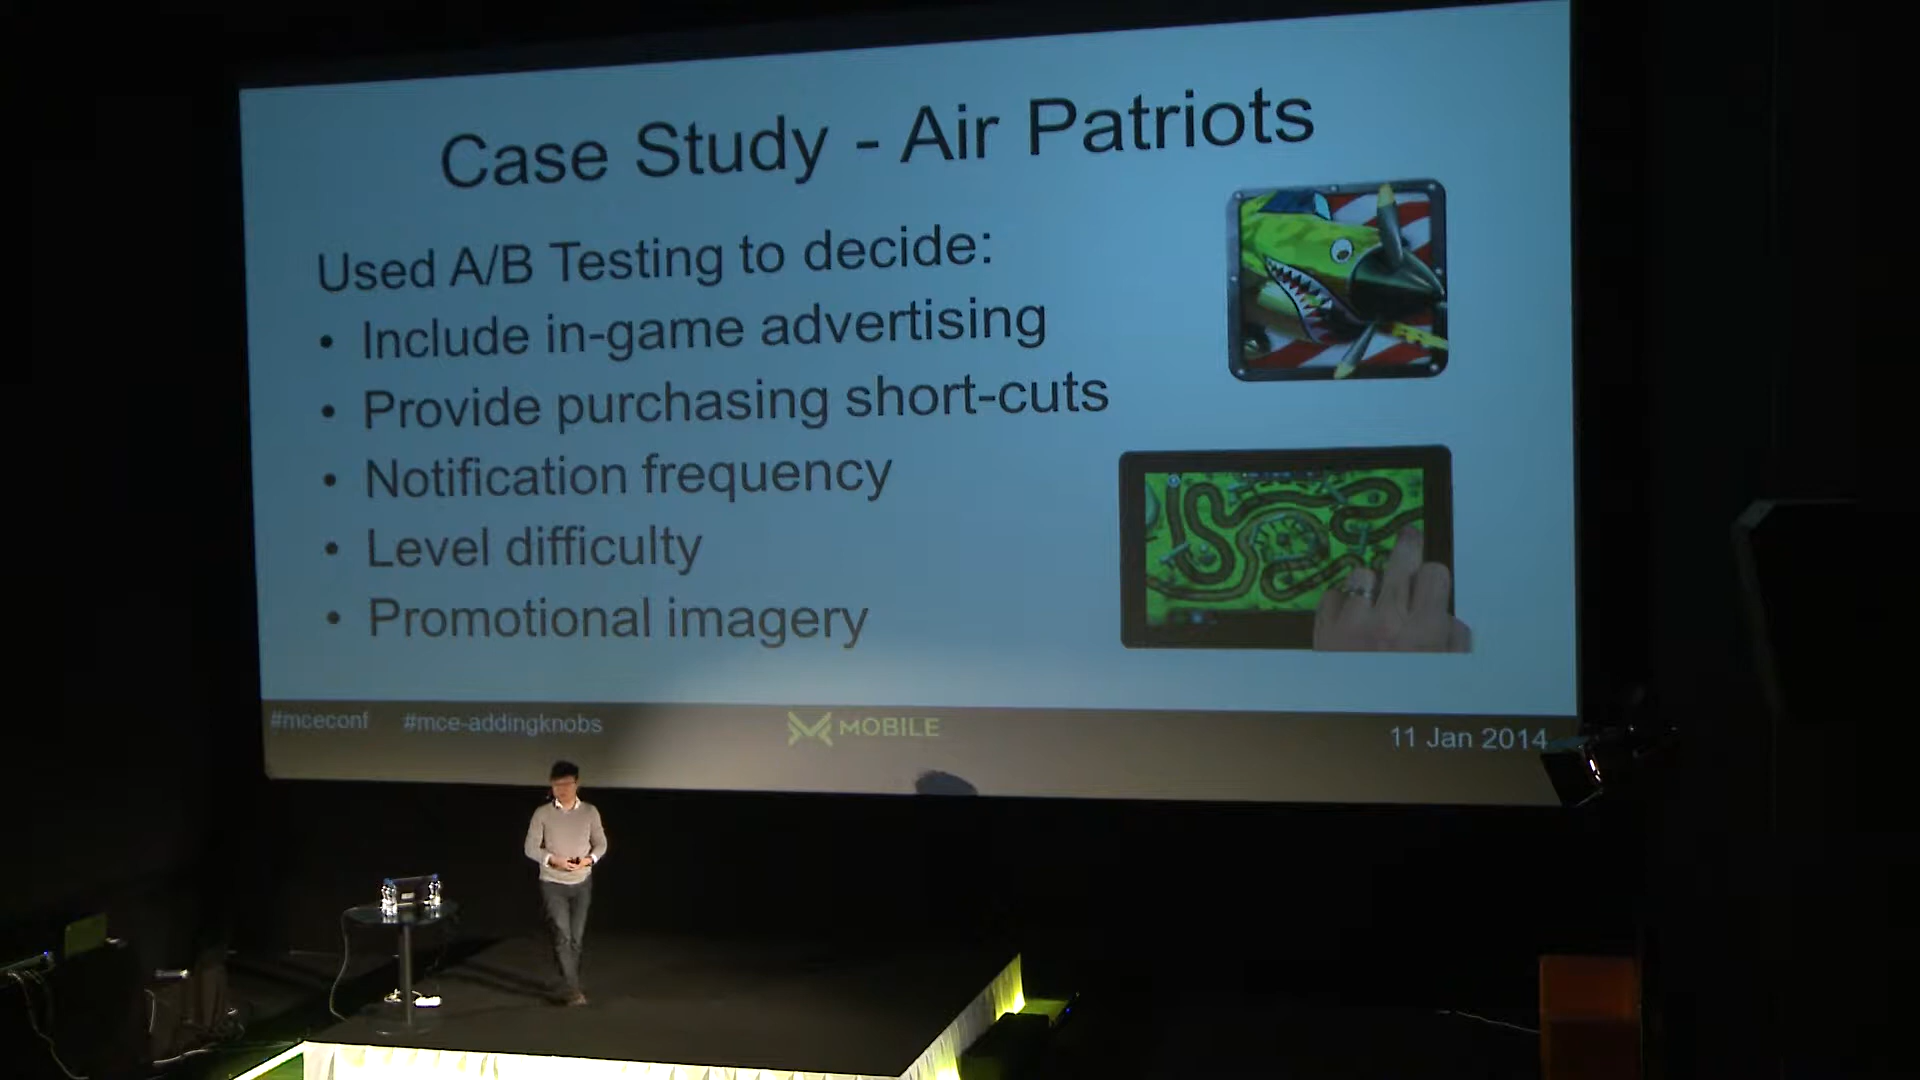 Case Study - Air Patriots
Used A/B Testing to decide:
• Include in-game advertising
• Provide purchasing short-cuts
• Notification frequency
• Level difficulty
• Promotional imagery
#mceconf #mce-addingknobs MOBILE 11 Jan 2014